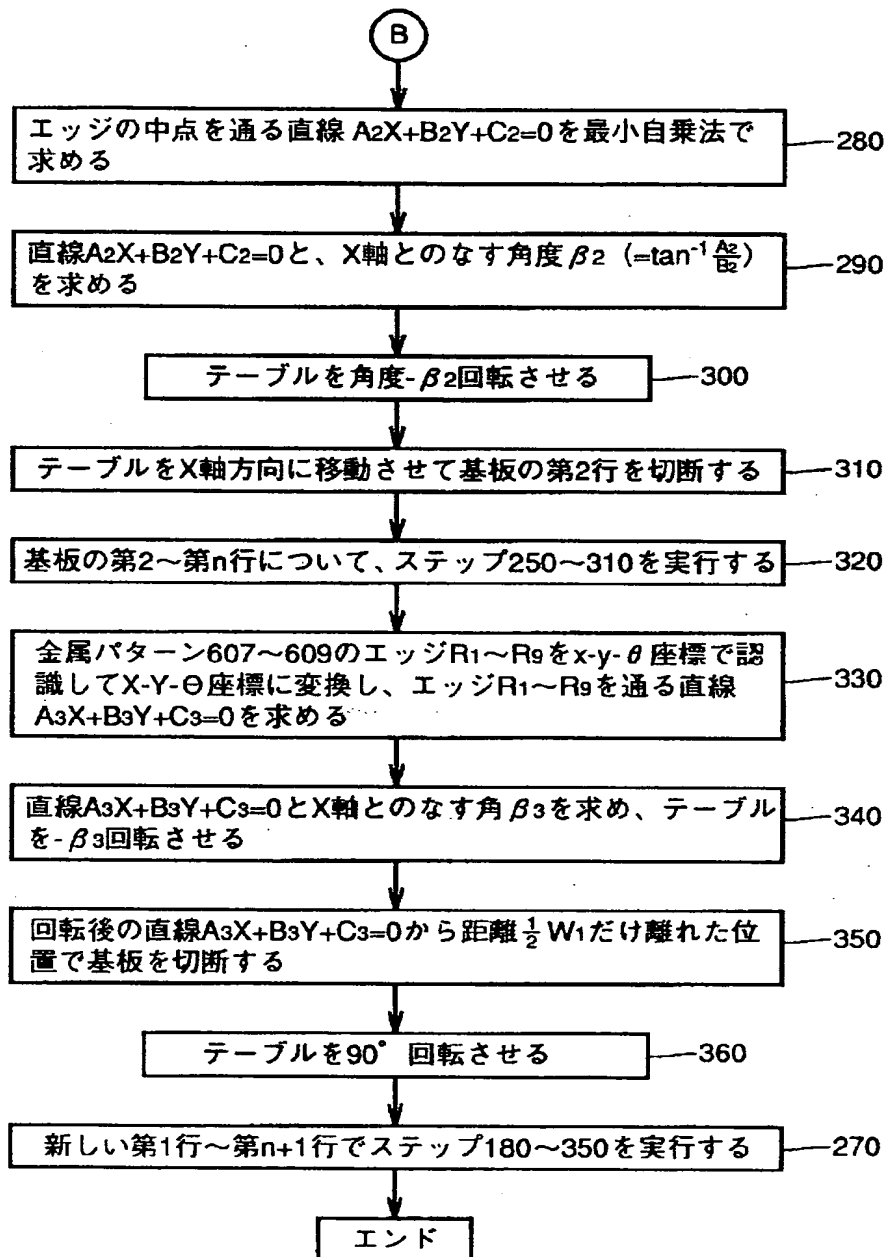 B
エッジの中点を通る直線 A2X+B2Y+C2=0を最小自乗法で
求める
280
直線A2X+B2Y+C2=0と、X軸とのなす角度β2 (=tan-1 A2/B2)
を求める
290
テーブルを角度-β2回転させる
300
テーブルをX軸方向に移動させて基板の第2行を切断する
310
基板の第2～第n行について、ステップ250～310を実行する
320
金属パターン607～609のエッジR1～R9をx-y-θ座標で認
識してX-Y-Θ座標に変換し、エッジR1～R9を通る直線
A3X+B3Y+C3=0を求める
330
直線A3X+B3Y+C3=0とX軸とのなす角β3を求め、テーブル
を-β3回転させる
340
回転後の直線A3X+B3Y+C3=0から距離1/2 W1だけ離れた位
置で基板を切断する
350
テーブルを90°回転させる
360
新しい第1行～第n+1行でステップ180～350を実行する
270
エンド